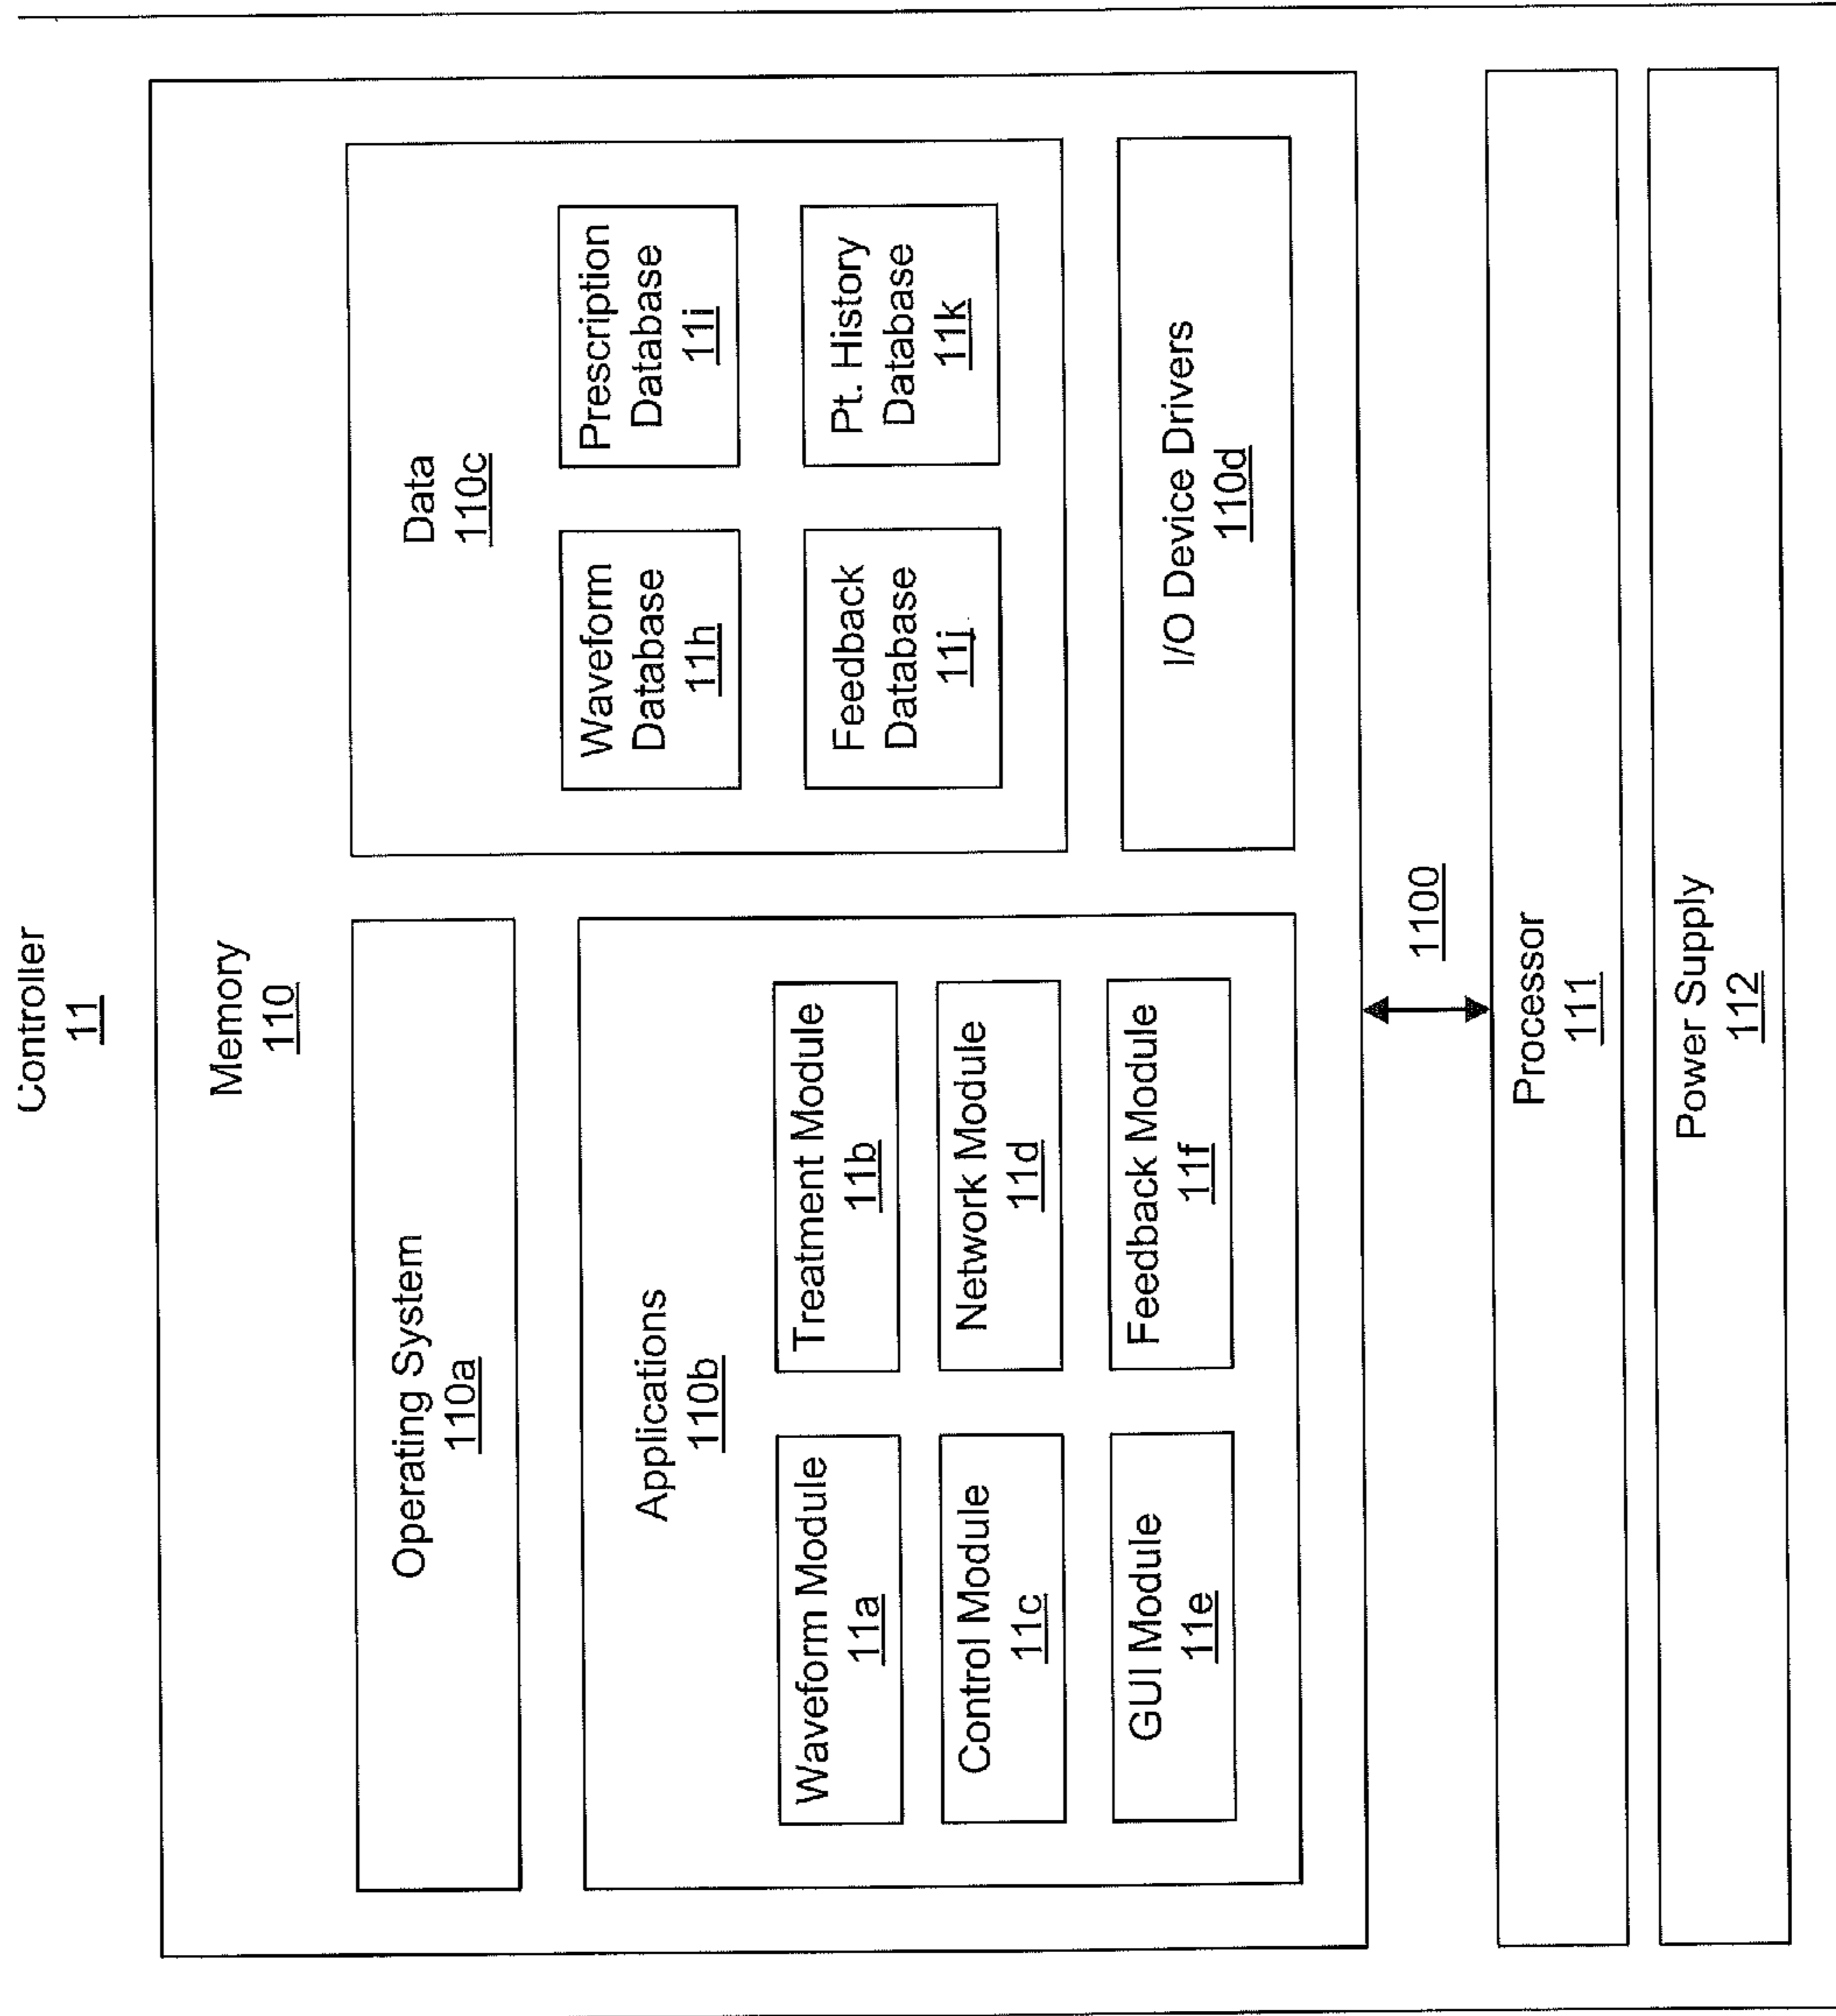 Controller
11
Memory
110
Operating System
110a
Applications
110b
Waveform Module
11a
Treatment Module
11b
Control Module
11c
Network Module
11d
GUI Module
11e
Feedback Module
11f
Data
110c
Waveform
Database
11h
Prescription
Database
11i
Feedback
Database
11j
Pt. History
Database
11k
I/O Device Drivers
110d
1100
Processor
111
Power Supply
112